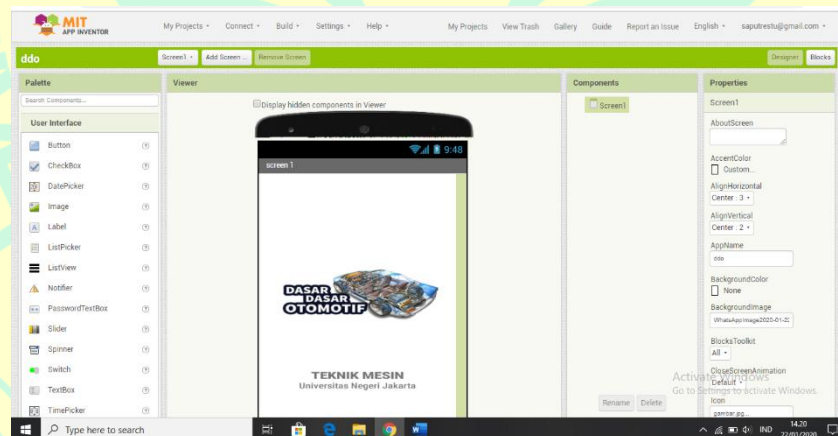 MIT
APP INVENTOR
My Projects Connect Build Settings Help My Projects View Trash Gallery Guide Report an Issue English saputrestu@gmail.com
ddo Screen1 Add Screen ... Remove Screen Designer Blocks
Palette Viewer Components Properties
Search Components...
User Interface
Button
CheckBox
DatePicker
Image
Label
ListPicker
ListView
Notifier
PasswordTextBox
Slider
Spinner
Switch
TextBox
TimePicker
Display hidden components in Viewer
9:48
screen 1
DASAR
DASAR
OTOMOTIF
TEKNIK MESIN
Universitas Negeri Jakarta
Screen1
Rename Delete
Screen1
AboutScreen
AccentColor
Custom...
AlignHorizontal
Center : 3
AlignVertical
Center : 2
AppName
ddo
BackgroundColor
None
BackgroundImage
WhatsAppImage2020-01-22
BlocksToolkit
All
CloseScreenAnimation
Default
Icon
gambar.jpg...
Activate Windows
Go to Settings to activate Windows.
Type here to search
IND
14.20
22/01/2020